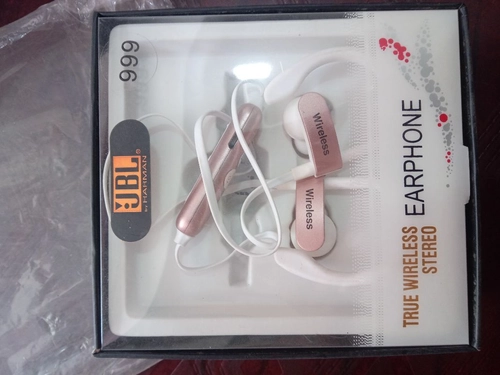 999
JBL®
by HARMAN
Wireless
Wireless
TRUE WIRELESS
STEREO
EARPHONE